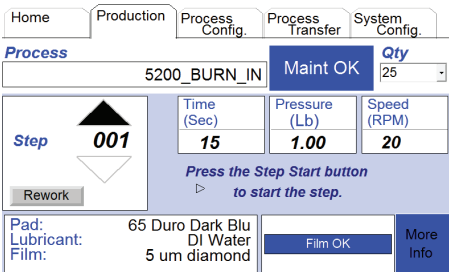 Home
Production
Process
Config.
Process
Transfer
System
Config.
Process
5200_BURN_IN
Maint OK
Qty
25
Step
001
Rework
Time
(Sec)
15
Pressure
(Lb)
1.00
Speed
(RPM)
20
Press the Step Start button
to start the step.
Pad: 65 Duro Dark Blu
Lubricant: DI Water
Film: 5 um diamond
Film OK
More
Info